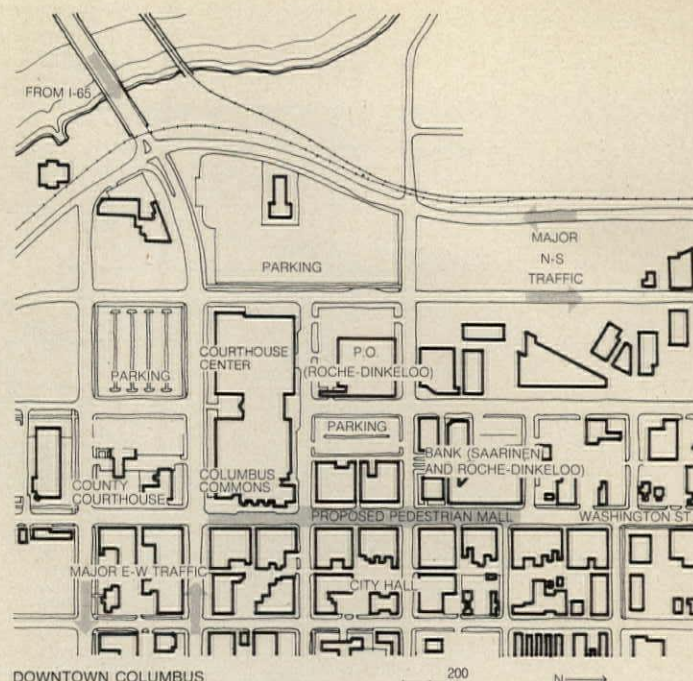 FROM I-65
MAJOR
N-S
TRAFFIC
PARKING
COURTHOUSE
CENTER
P.O.
(ROCHE-DINKELOO)
PARKING
PARKING
BANK (SAARINEN)
AND ROCHE-DINKELOO)
COUNTY
COURTHOUSE
COLUMBUS
COMMONS
PROPOSED PEDESTRIAN MALL
WASHINGTON ST
MAJOR E-W TRAFFIC
CITY HALL
DOWNTOWN COLUMBUS
200
N